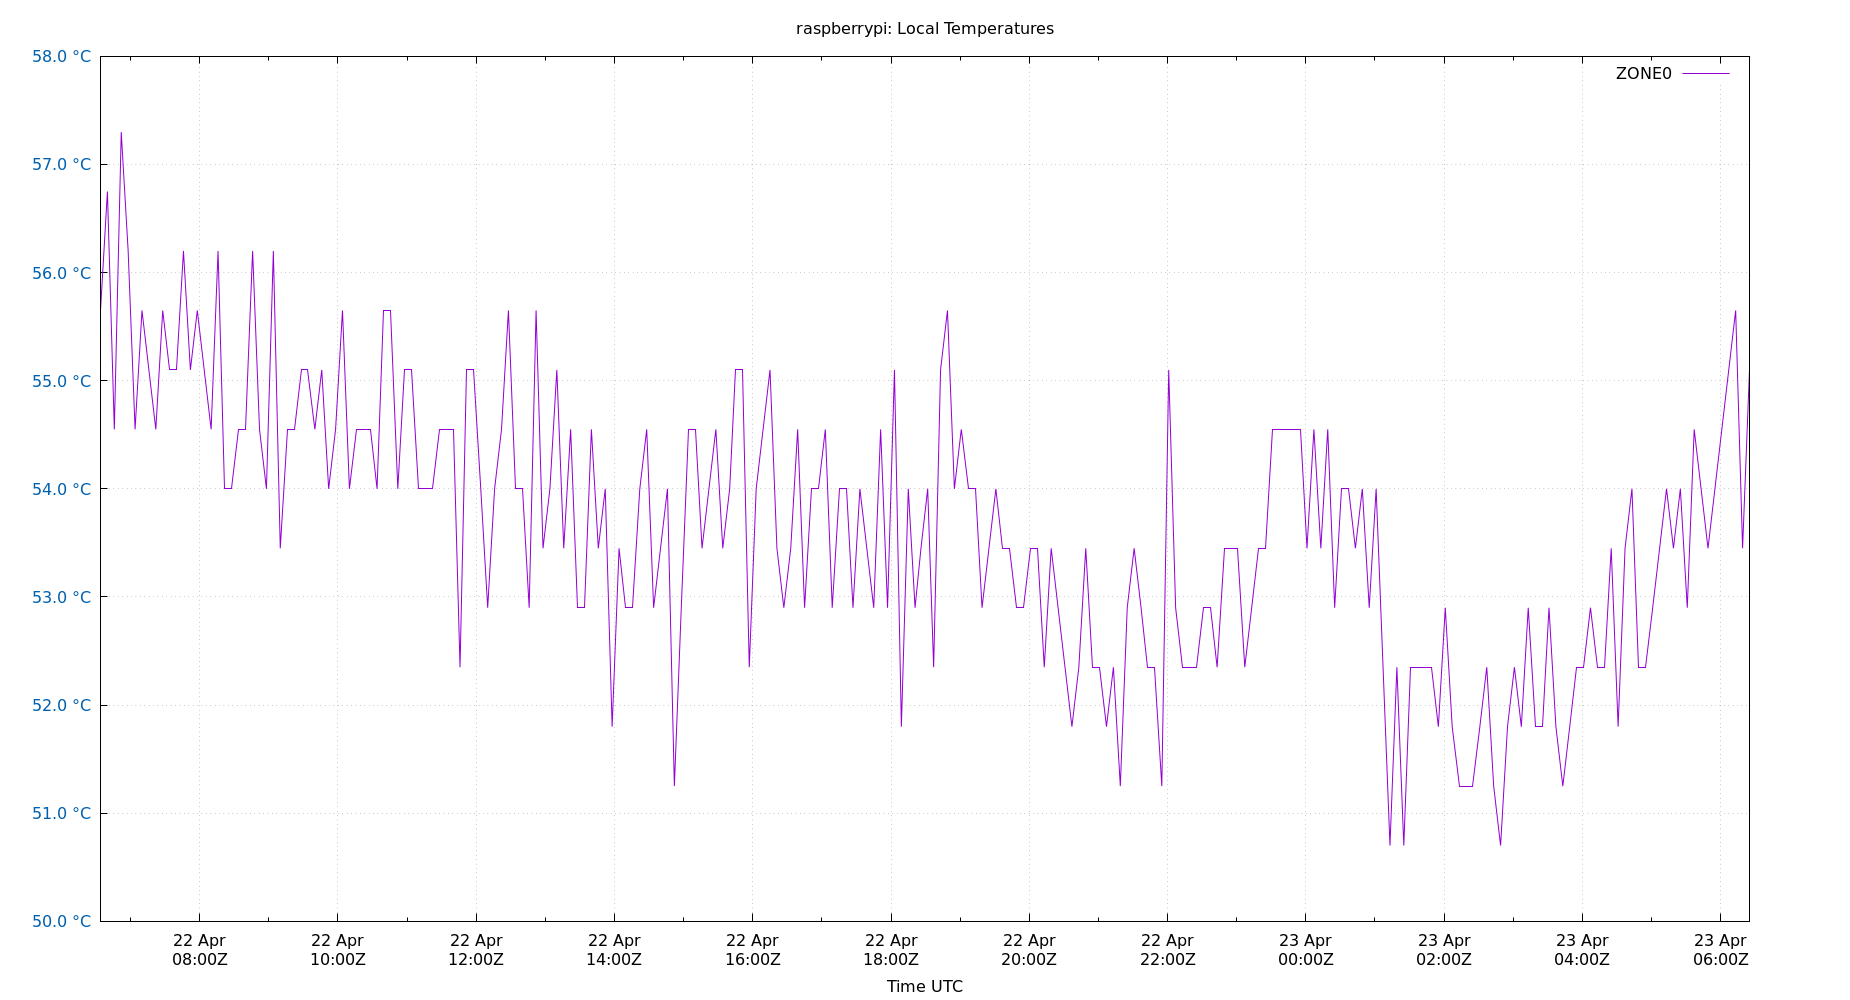 raspberrypi: Local Temperatures
58.0 °C
ZONE0
57.0 °C
56.0 °C
55.0 °C
54.0 °C
53.0 °C
52.0 °C
51.0 °C
50.0 °C
22 Apr 22 Apr 22 Apr 22 Apr 22 Apr 22 Apr 22 Apr 22 Apr 23 Apr 23 Apr 23 Apr 23 Apr
08:00Z 10:00Z 12:00Z 14:00Z 16:00Z 18:00Z 20:00Z 22:00Z 00:00Z 02:00Z 04:00Z 06:00Z
Time UTC